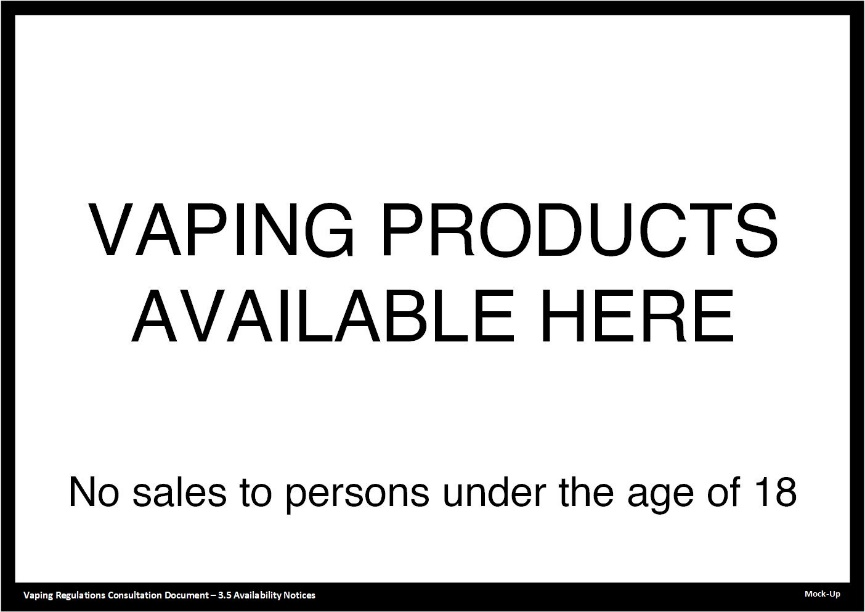 VAPING PRODUCTS
AVAILABLE HERE
No sales to persons under the age of 18
Vaping Regulations Consultation Document – 3.5 Availability Notices
Mock-Up